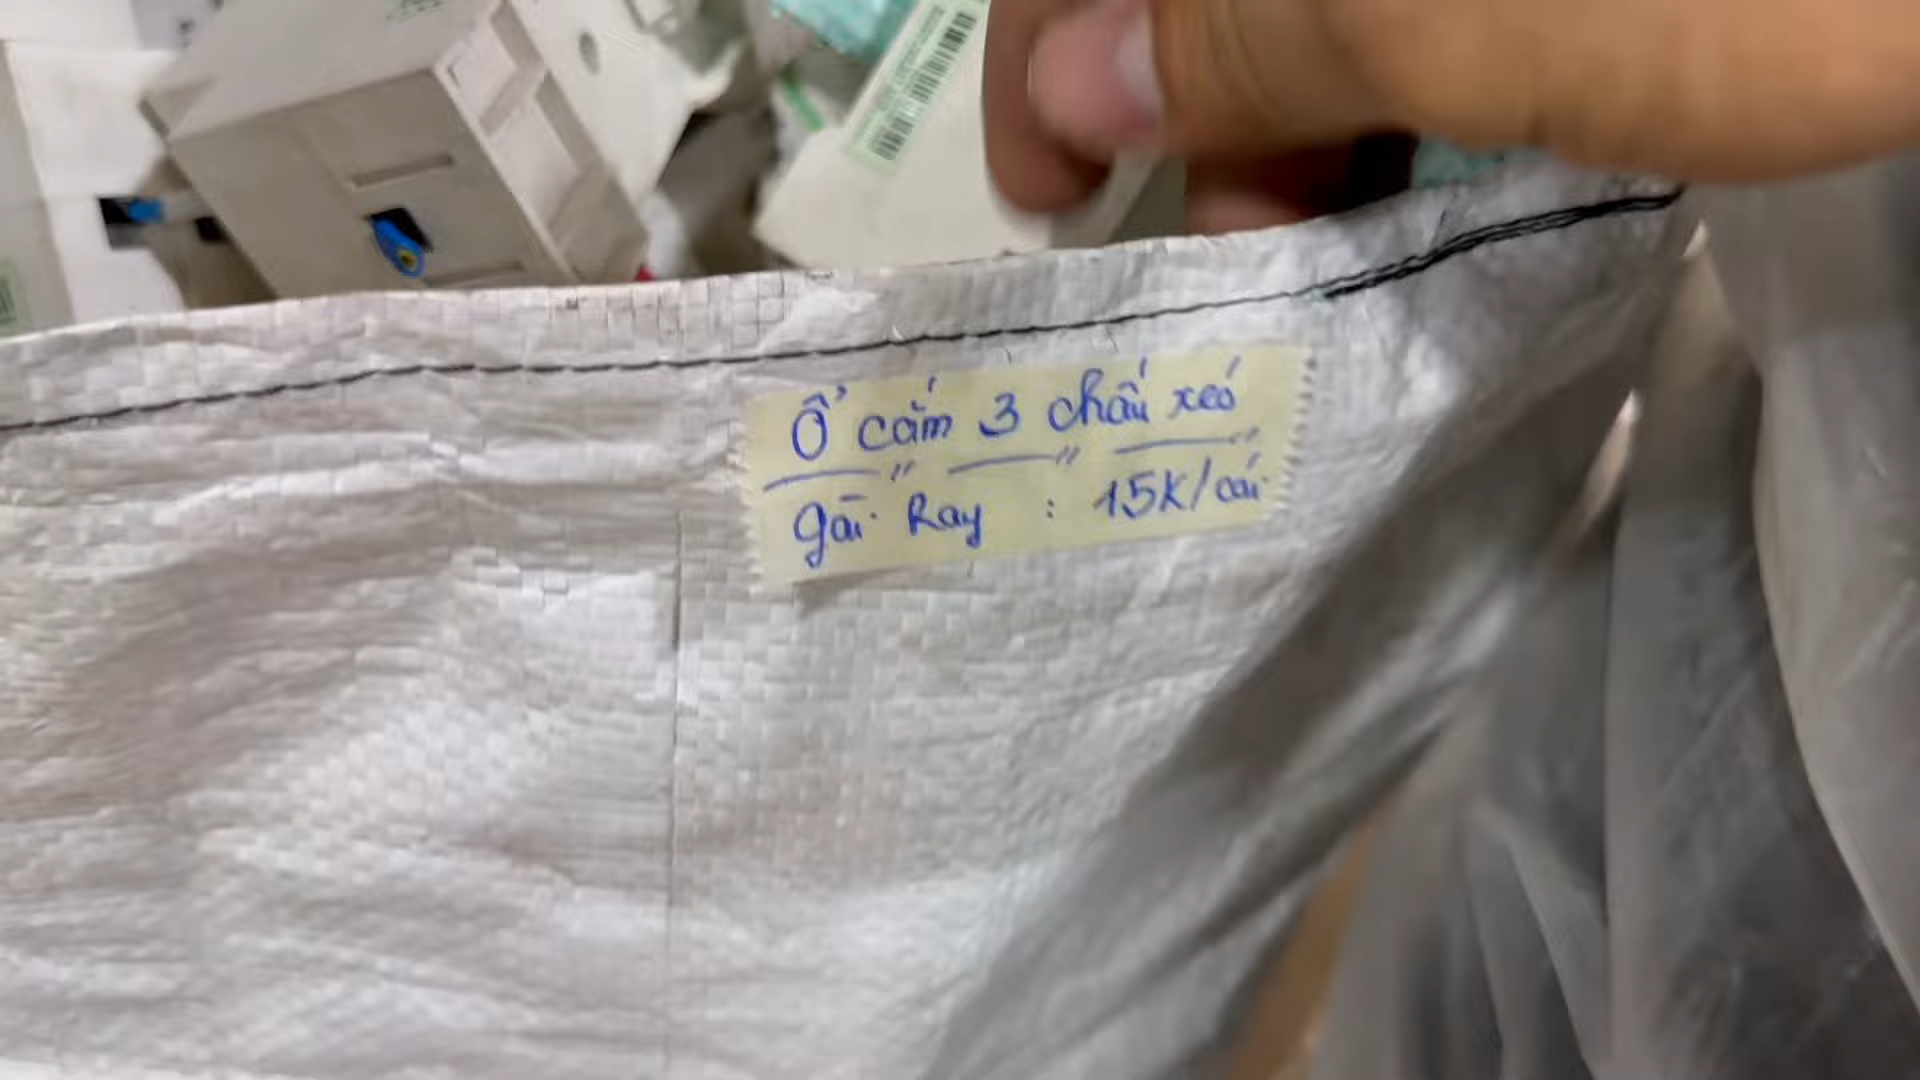 Ổ cắm 3 chấu xéo
— " — " — "
gài Ray : 15K/cái